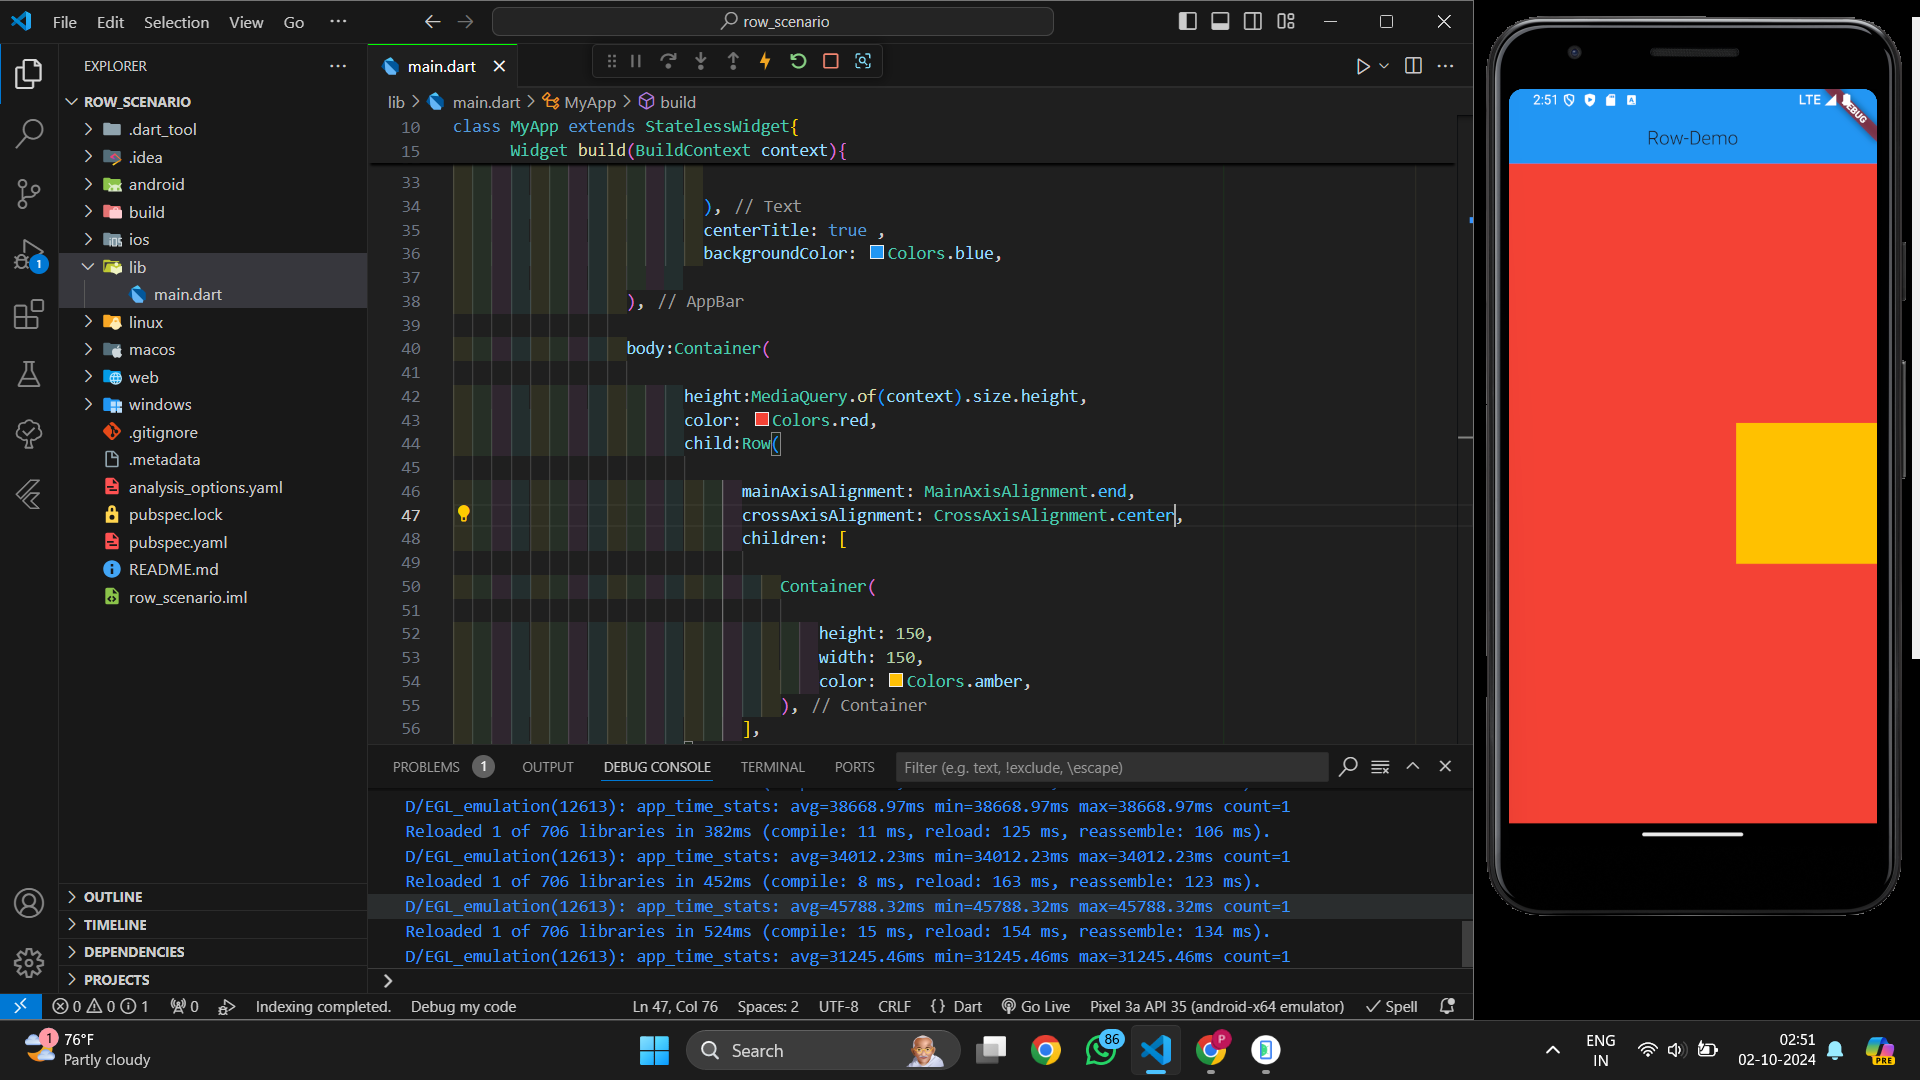 File Edit Selection View Go ···
row_scenario
EXPLORER
main.dart
ROW_SCENARIO
.dart_tool
.idea
android
build
ios
lib
main.dart
linux
macos
web
windows
.gitignore
.metadata
analysis_options.yaml
pubspec.lock
pubspec.yaml
README.md
row_scenario.iml
OUTLINE
TIMELINE
DEPENDENCIES
PROJECTS
1
lib > main.dart > MyApp > build
10 class MyApp extends StatelessWidget{
15 Widget build(BuildContext context){
33
34 ), // Text
35 centerTitle: true ,
36 backgroundColor: Colors.blue,
37
38 ), // AppBar
39
40 body:Container(
41
42 height:MediaQuery.of(context).size.height,
43 color: Colors.red,
44 child:Row(
45
46 mainAxisAlignment: MainAxisAlignment.end,
47 crossAxisAlignment: CrossAxisAlignment.center,
48 children: [
49
50 Container(
51
52 height: 150,
53 width: 150,
54 color: Colors.amber,
55 ), // Container
56 ],
PROBLEMS 1 OUTPUT DEBUG CONSOLE TERMINAL PORTS Filter (e.g. text, !exclude, \escape)
D/EGL_emulation(12613): app_time_stats: avg=38668.97ms min=38668.97ms max=38668.97ms count=1
Reloaded 1 of 706 libraries in 382ms (compile: 11 ms, reload: 125 ms, reassemble: 106 ms).
D/EGL_emulation(12613): app_time_stats: avg=34012.23ms min=34012.23ms max=34012.23ms count=1
Reloaded 1 of 706 libraries in 452ms (compile: 8 ms, reload: 163 ms, reassemble: 123 ms).
D/EGL_emulation(12613): app_time_stats: avg=45788.32ms min=45788.32ms max=45788.32ms count=1
Reloaded 1 of 706 libraries in 524ms (compile: 15 ms, reload: 154 ms, reassemble: 134 ms).
D/EGL_emulation(12613): app_time_stats: avg=31245.46ms min=31245.46ms max=31245.46ms count=1
>
0 0 1 0 Indexing completed. Debug my code Ln 47, Col 76 Spaces: 2 UTF-8 CRLF {} Dart Go Live Pixel 3a API 35 (android-x64 emulator) Spell
2:51 LTE
DEBUG
Row-Demo
1
76°F
Partly cloudy
Search
86
P
ENG
IN
02:51
02-10-2024
PRE